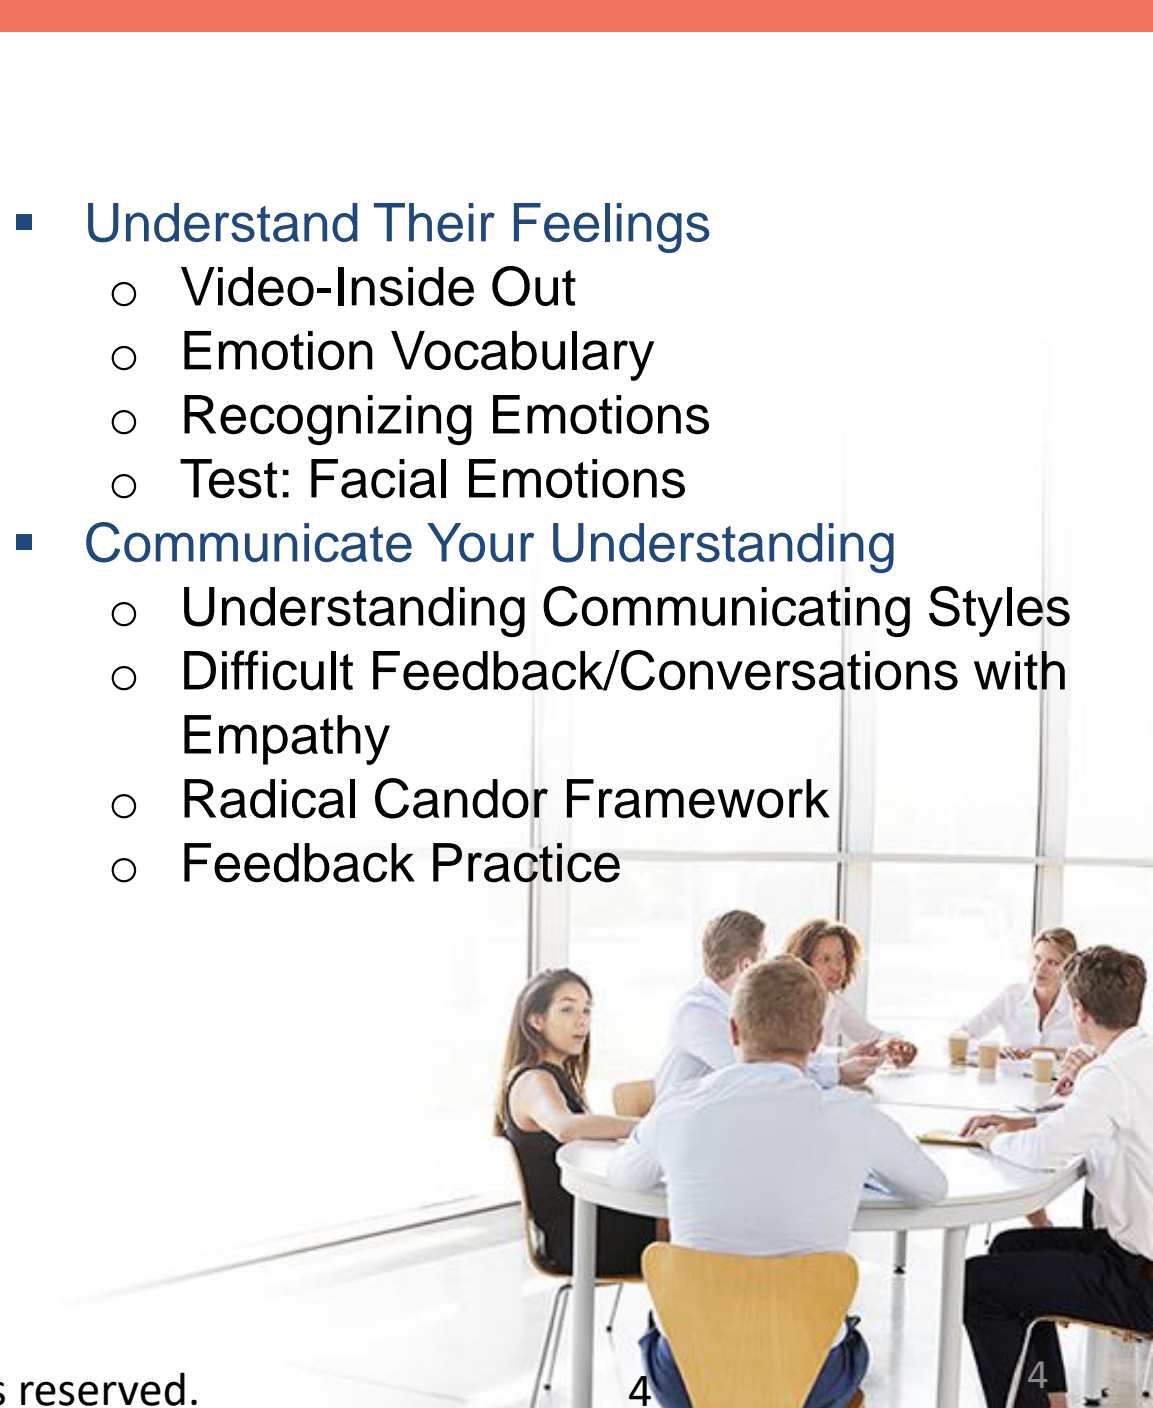 ▪ Understand Their Feelings
o Video-Inside Out
o Emotion Vocabulary
o Recognizing Emotions
o Test: Facial Emotions
▪ Communicate Your Understanding
o Understanding Communicating Styles
o Difficult Feedback/Conversations with
Empathy
o Radical Candor Framework
o Feedback Practice
s reserved.
4
4